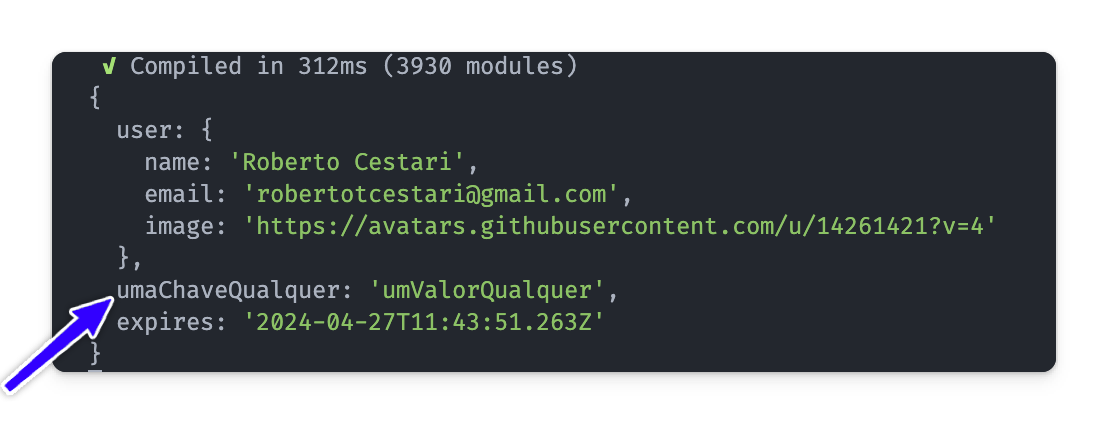 ✓ Compiled in 312ms (3930 modules)
{
  user: {
    name: 'Roberto Cestari',
    email: 'robertotcestari@gmail.com',
    image: 'https://avatars.githubusercontent.com/u/14261421?v=4'
  },
  umaChaveQualquer: 'umValorQualquer',
  expires: '2024-04-27T11:43:51.263Z'
}